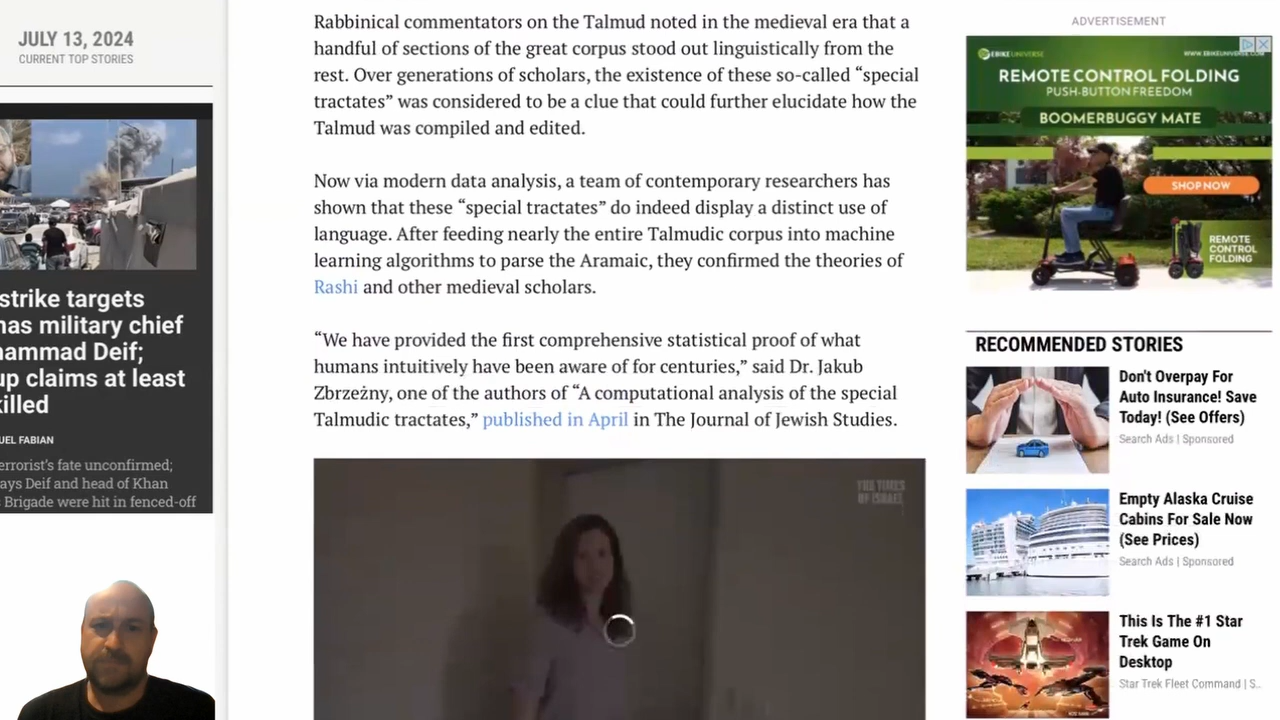 JULY 13, 2024
CURRENT TOP STORIES
strike targets
nas military chief
ammad Deif;
up claims at least
killed
UEL FABIAN
errorist's fate unconfirmed;
ays Deif and head of Khan
Brigade were hit in fenced-off
Rabbinical commentators on the Talmud noted in the medieval era that a
handful of sections of the great corpus stood out linguistically from the
rest. Over generations of scholars, the existence of these so-called “special
tractates” was considered to be a clue that could further elucidate how the
Talmud was compiled and edited.
Now via modern data analysis, a team of contemporary researchers has
shown that these “special tractates” do indeed display a distinct use of
language. After feeding nearly the entire Talmudic corpus into machine
learning algorithms to parse the Aramaic, they confirmed the theories of
Rashi and other medieval scholars.
“We have provided the first comprehensive statistical proof of what
humans intuitively have been aware of for centuries,” said Dr. Jakub
Zbrzeżny, one of the authors of “A computational analysis of the special
Talmudic tractates,” published in April in The Journal of Jewish Studies.
THE TIMES
OF ISRAEL
ADVERTISEMENT
EBIKEUNIVERSE
WWW.EBIKEUNIVERSE.COM
REMOTE CONTROL FOLDING
PUSH-BUTTON FREEDOM
BOOMERBUGGY MATE
SHOP NOW
REMOTE
CONTROL
FOLDING
RECOMMENDED STORIES
Don't Overpay For
Auto Insurance! Save
Today! (See Offers)
Search Ads | Sponsored
Empty Alaska Cruise
Cabins For Sale Now
(See Prices)
Search Ads | Sponsored
This Is The #1 Star
Trek Game On
Desktop
Star Trek Fleet Command | S...